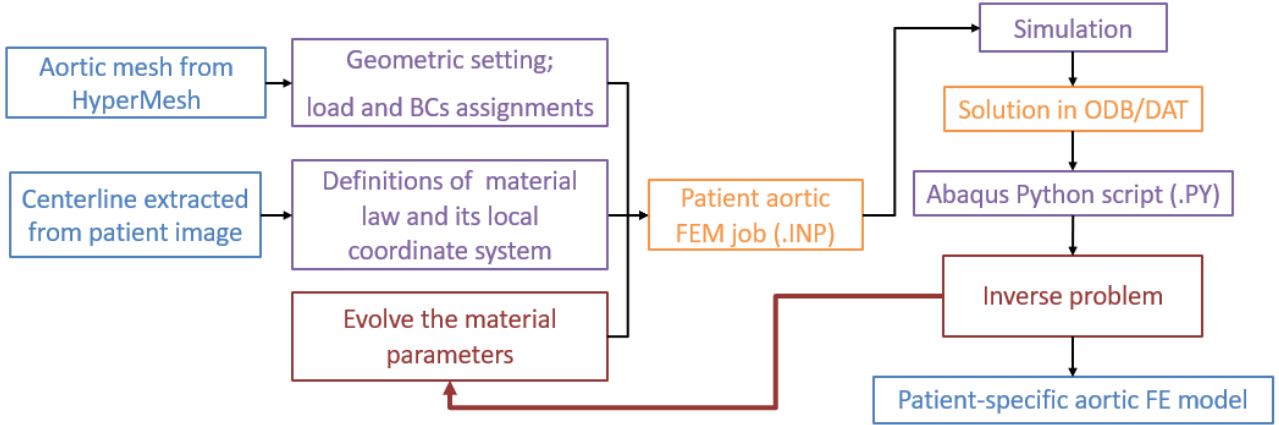 Aortic mesh from
HyperMesh
Geometric setting;
load and BCs assignments
Centerline extracted
from patient image
Definitions of material
law and its local
coordinate system
Evolve the material
parameters
Patient aortic
FEM job (.INP)
Simulation
Solution in ODB/DAT
Abaqus Python script (.PY)
Inverse problem
Patient-specific aortic FE model